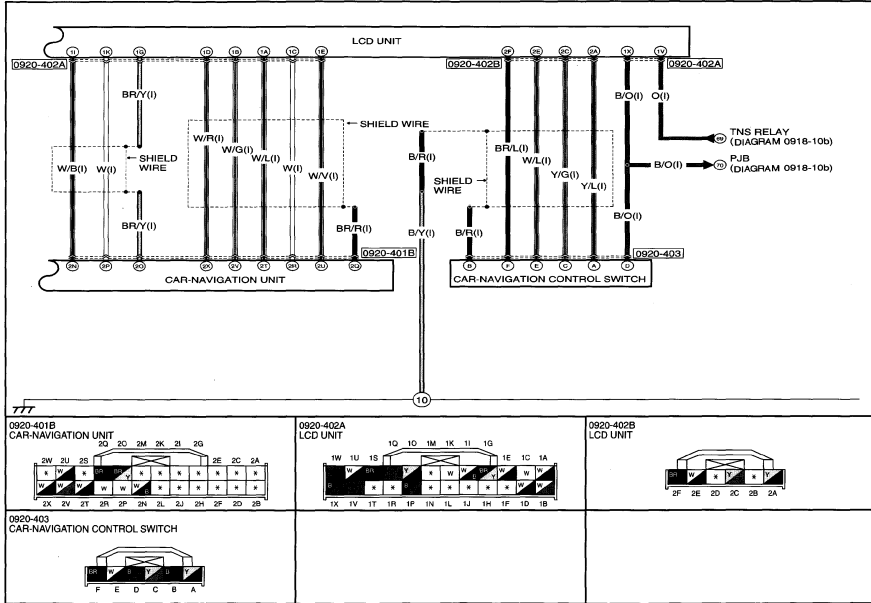 LCD UNIT
1I 1K 1G 1D 1B 1A 1C 1E 2F 2E 2C 2A 1X 1V
0920-402A 0920-402B 0920-402A
BR/Y(I) B/O(I) O(I)
SHIELD WIRE
W/R(I) W/G(I) W/L(I) W(I) W/V(I)
TNS RELAY
(DIAGRAM 0918-10b)
69
W/B(I) W(I)
SHIELD
WIRE
B/R(I)
BR/L(I) W/L(I) Y/G(I) Y/L(I)
PJB
(DIAGRAM 0918-10b)
70
B/O(I)
SHIELD
WIRE
BR/Y(I) BR/R(I) B/Y(I) B/R(I) B/O(I)
0920-401B 0920-403
2N 2P 2O 2X 2V 2T 2R 2U 2Q B F E C A D
CAR-NAVIGATION UNIT
CAR-NAVIGATION CONTROL SWITCH
10
0920-401B
CAR-NAVIGATION UNIT
2Q 2O 2M 2K 2I 2G
2W 2U 2S 2E 2C 2A
* W * BR BR Y * * * * * * * *
W W W W W W B * * * * * *
2X 2V 2T 2R 2P 2N 2L 2J 2H 2F 2D 2B
0920-402A
LCD UNIT
1Q 1O 1M 1K 1I 1G
1W 1U 1S 1E 1C 1A
1X 1V 1T 1R 1P 1N 1L 1J 1H 1F 1D 1B
0920-402B
LCD UNIT
BR W * Y * Y
2F 2E 2D 2C 2B 2A
0920-403
CAR-NAVIGATION CONTROL SWITCH
BR W B Y B Y
F E D C B A